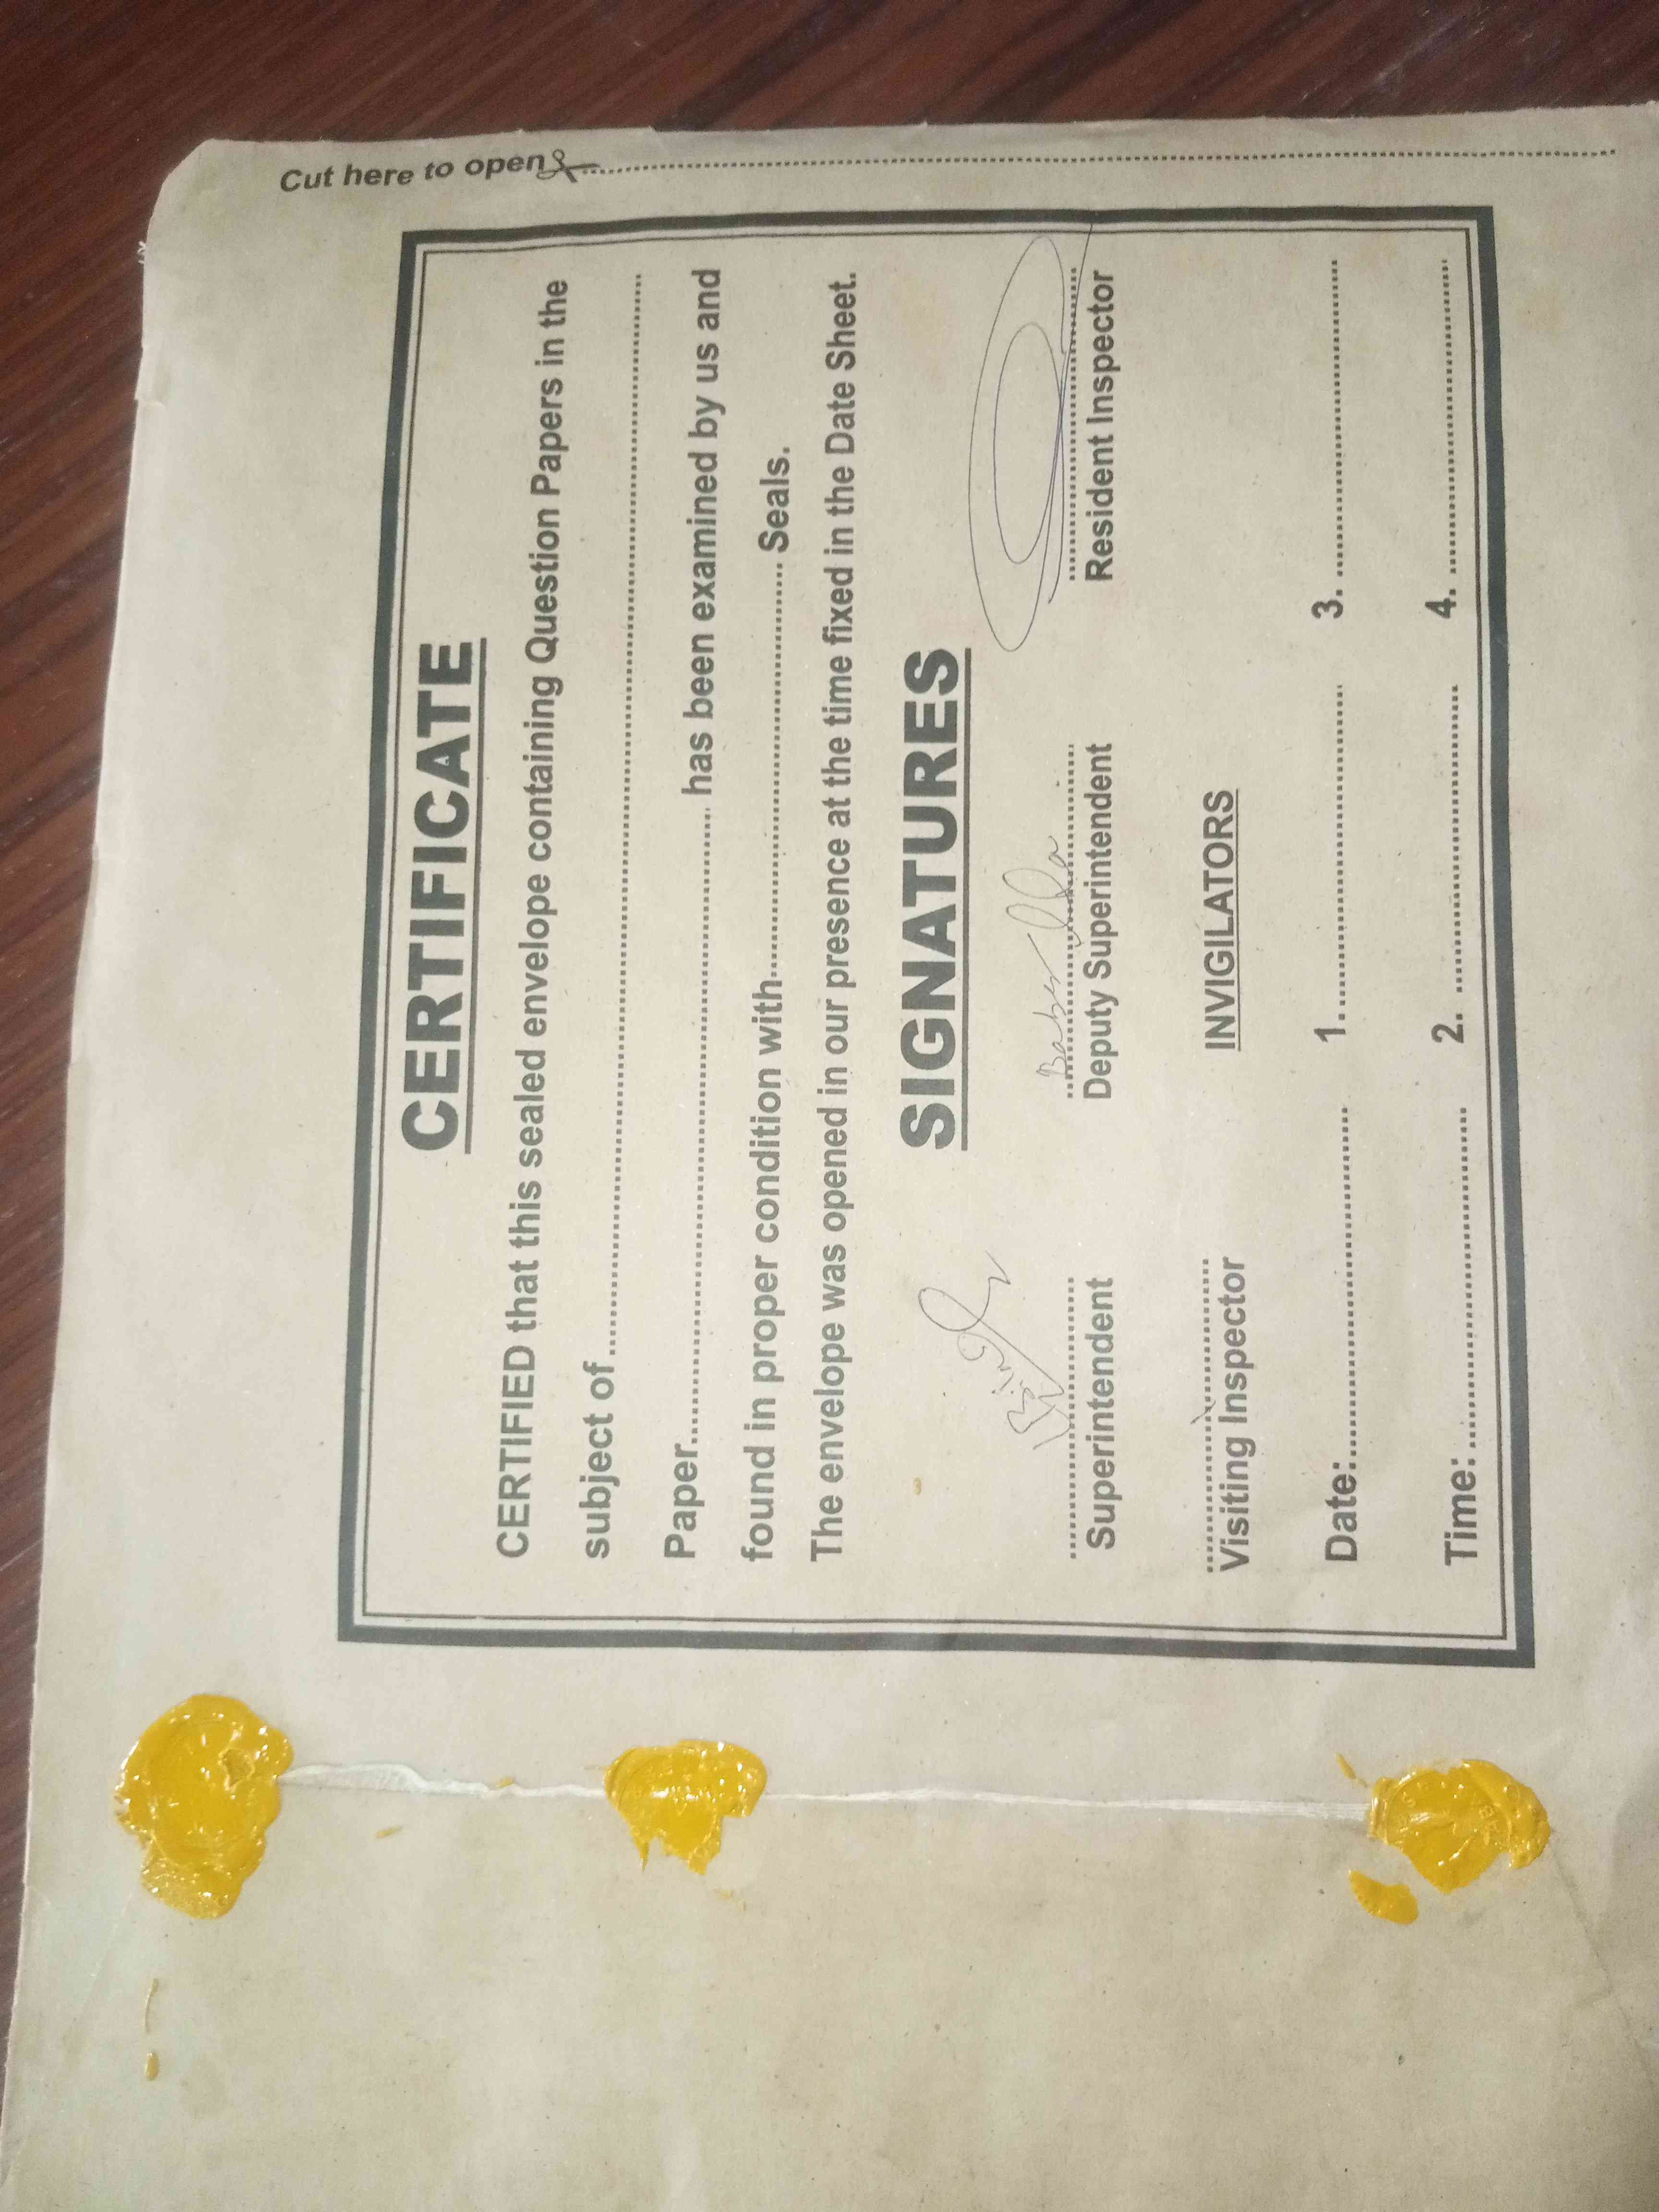 Cut here to open
CERTIFICATE
CERTIFIED that this sealed envelope containing Question Papers in the
subject of....................
Paper.................... has been examined by us and
found in proper condition with.................... Seals.
The envelope was opened in our presence at the time fixed in the Date Sheet.
SIGNATURES
Superintendent Deputy Superintendent Resident Inspector
Visiting Inspector INVIGILATORS
Date:.................... 1..................... 3. ....................
Time:.................... 2. .................... 4. ....................